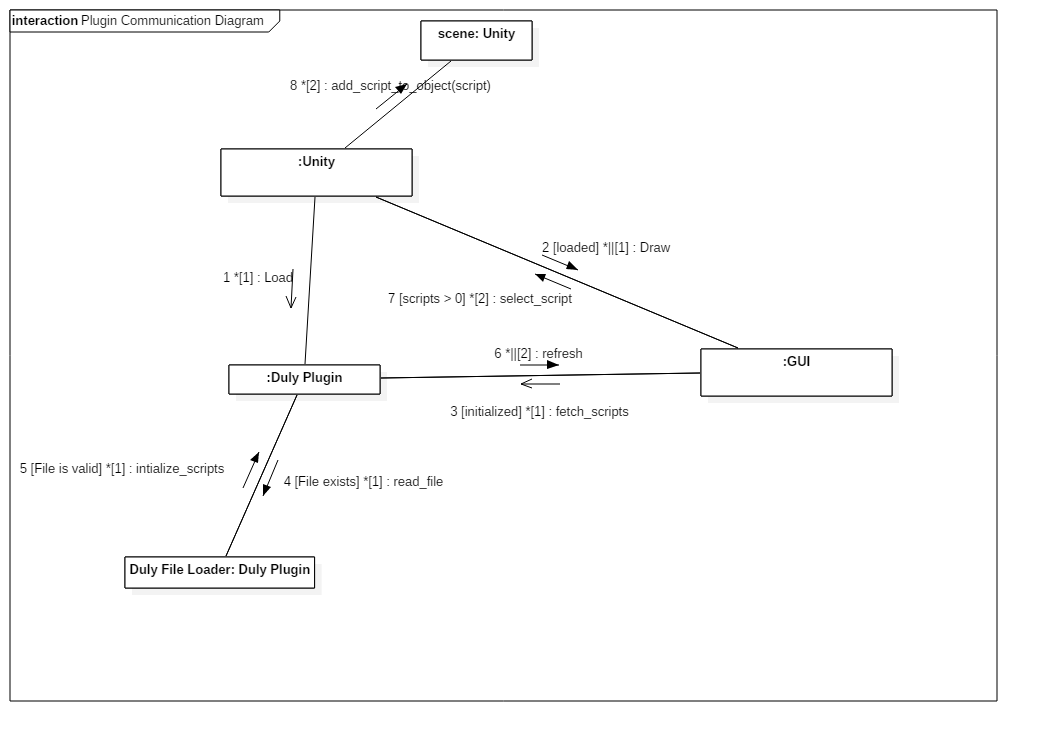 interaction Plugin Communication Diagram
scene: Unity
8 *[2] : add_script_to_object(script)
:Unity
2 [loaded] *||[1] : Draw
1 *[1] : Load
7 [scripts > 0] *[2] : select_script
6 *||[2] : refresh
:GUI
:Duly Plugin
3 [initialized] *[1] : fetch_scripts
5 [File is valid] *[1] : intialize_scripts
4 [File exists] *[1] : read_file
Duly File Loader: Duly Plugin